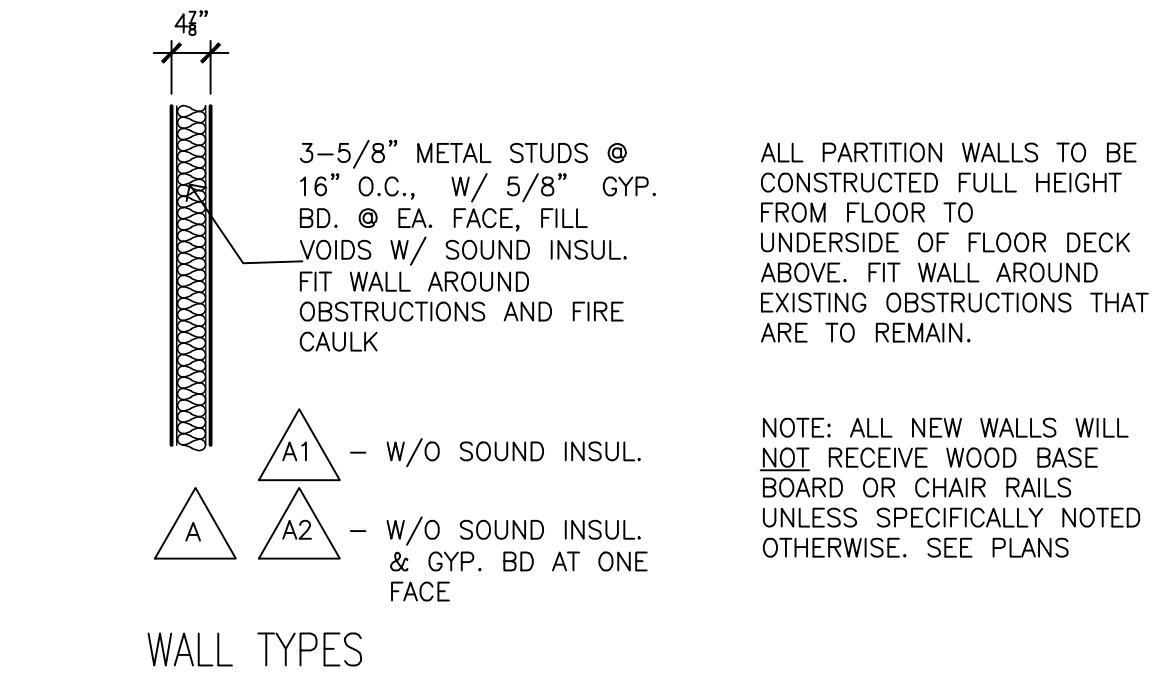 4⅞”
3-5/8” METAL STUDS @
16” O.C., W/ 5/8” GYP.
BD. @ EA. FACE, FILL
VOIDS W/ SOUND INSUL.
FIT WALL AROUND
OBSTRUCTIONS AND FIRE
CAULK
ALL PARTITION WALLS TO BE
CONSTRUCTED FULL HEIGHT
FROM FLOOR TO
UNDERSIDE OF FLOOR DECK
ABOVE. FIT WALL AROUND
EXISTING OBSTRUCTIONS THAT
ARE TO REMAIN.
A1 - W/O SOUND INSUL.
A
A2 - W/O SOUND INSUL.
& GYP. BD AT ONE
FACE
NOTE: ALL NEW WALLS WILL
NOT RECEIVE WOOD BASE
BOARD OR CHAIR RAILS
UNLESS SPECIFICALLY NOTED
OTHERWISE. SEE PLANS
WALL TYPES